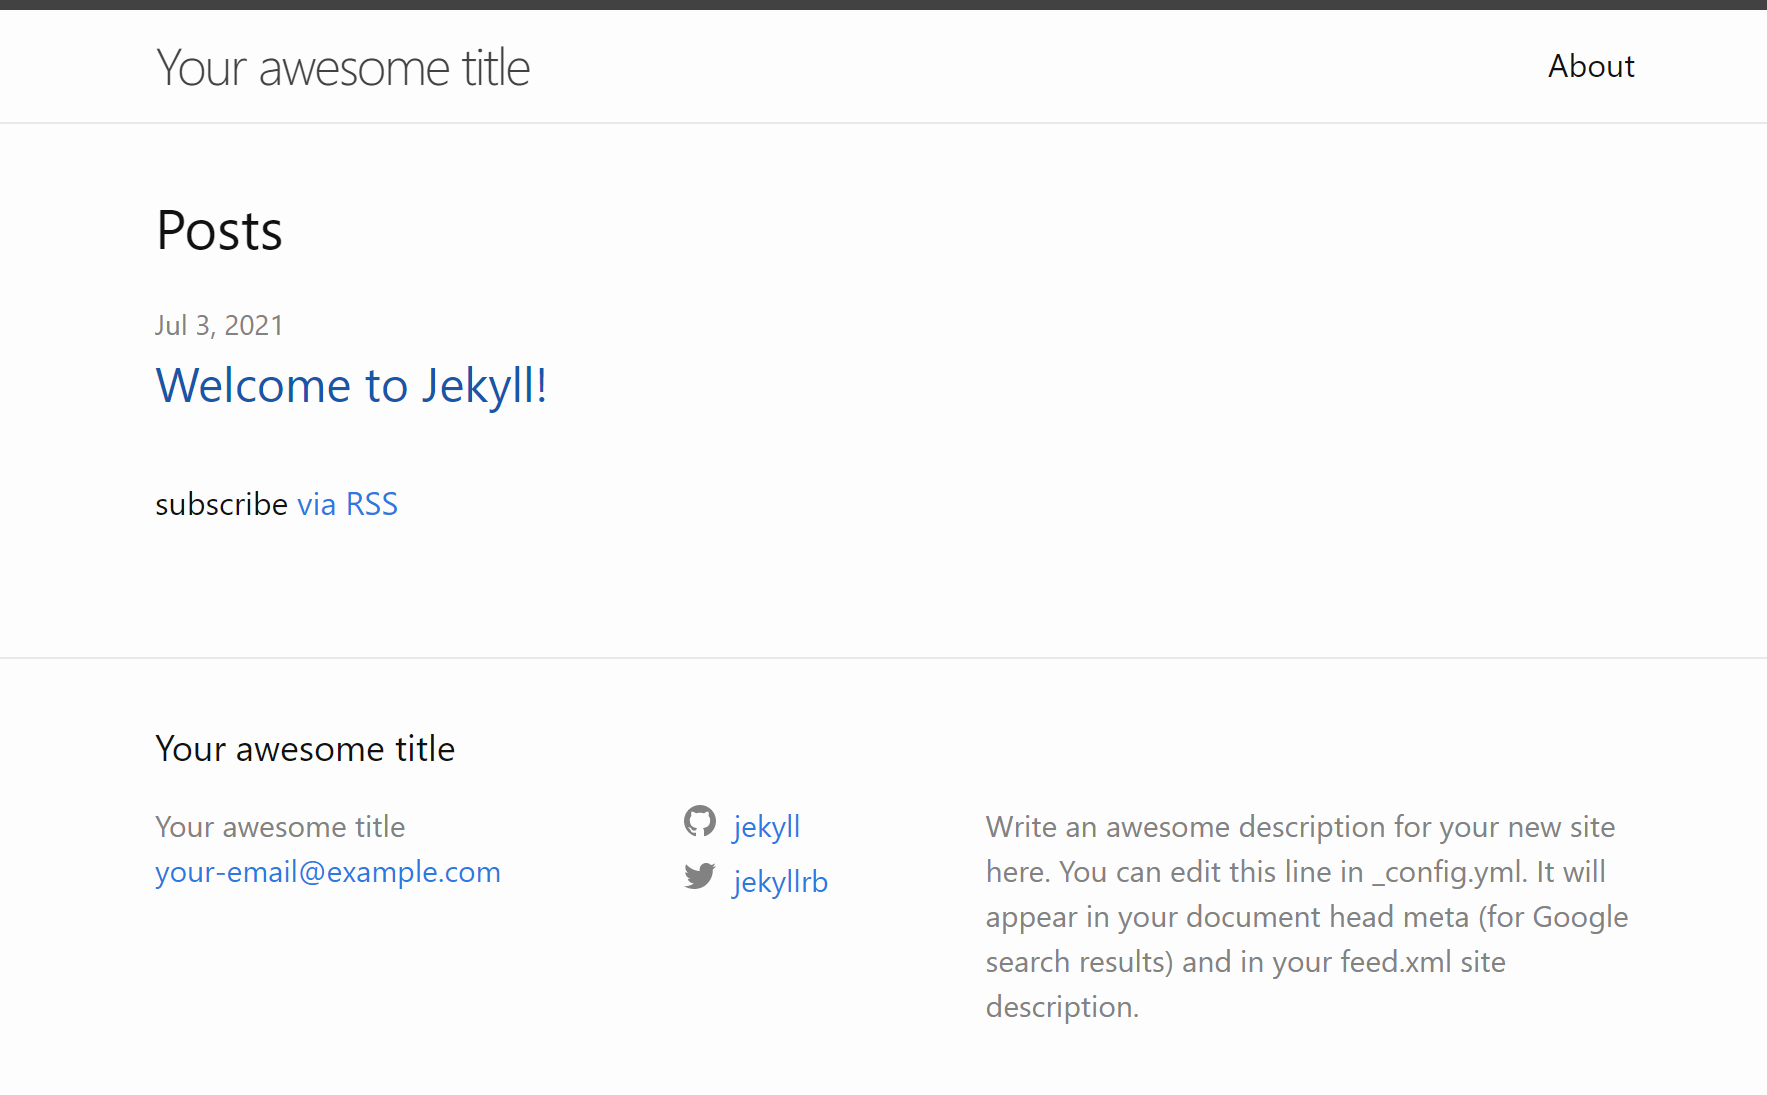 Your awesome title
About
Posts
Jul 3, 2021
Welcome to Jekyll!
subscribe via RSS
Your awesome title
Your awesome title
your-email@example.com
jekyll
jekyllrb
Write an awesome description for your new site
here. You can edit this line in _config.yml. It will
appear in your document head meta (for Google
search results) and in your feed.xml site
description.